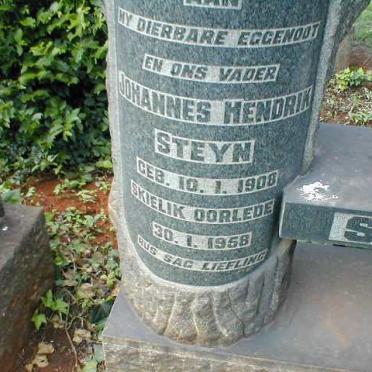 AAN
MY DIERBARE EGGENOOT
EN ONS VADER
JOHANNES HENDRIK
STEYN
GEB. 10. 1. 1908
SKIELIK OORLEDE
30. 1. 1958
RUS SAG LIEFLING
S